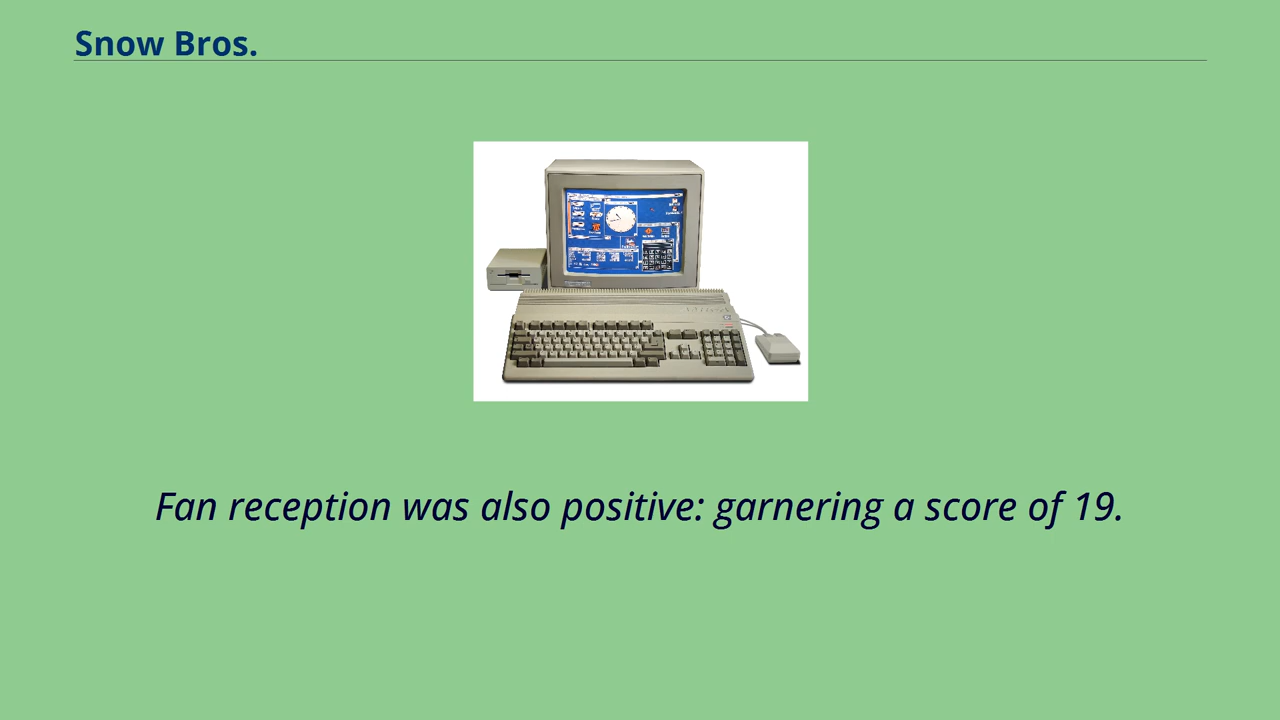 Snow Bros.
Fan reception was also positive: garnering a score of 19.